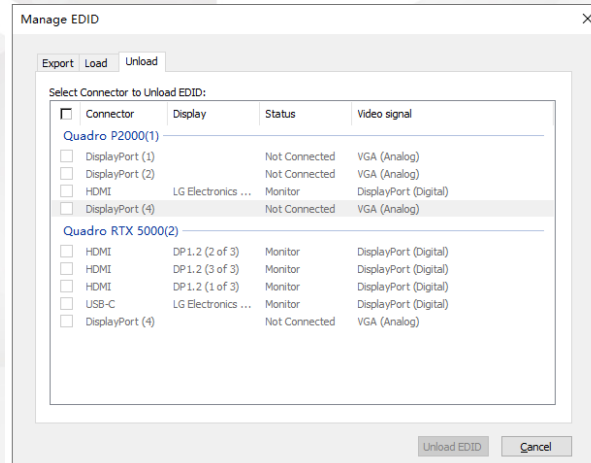 Manage EDID
Export Load Unload
Select Connector to Unload EDID:
Connector Display Status Video signal
Quadro P2000(1)
DisplayPort (1) Not Connected VGA (Analog)
DisplayPort (2) Not Connected VGA (Analog)
HDMI LG Electronics ... Monitor DisplayPort (Digital)
DisplayPort (4) Not Connected VGA (Analog)
Quadro RTX 5000(2)
HDMI DP1.2 (2 of 3) Monitor DisplayPort (Digital)
HDMI DP1.2 (3 of 3) Monitor DisplayPort (Digital)
HDMI DP1.2 (1 of 3) Monitor DisplayPort (Digital)
USB-C LG Electronics ... Monitor DisplayPort (Digital)
DisplayPort (4) Not Connected VGA (Analog)
Unload EDID Cancel